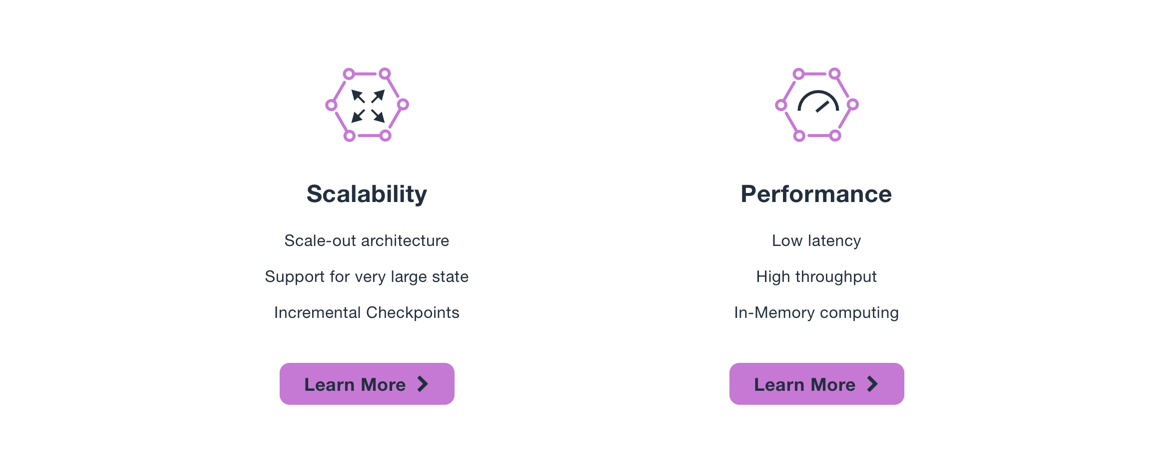 Scalability
Scale-out architecture
Support for very large state
Incremental Checkpoints
Learn More
Performance
Low latency
High throughput
In-Memory computing
Learn More